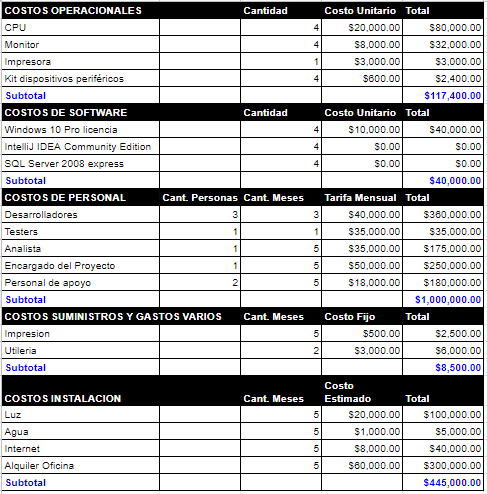 COSTOS OPERACIONALES Cantidad Costo Unitario Total
CPU 4 $20,000.00 $80,000.00
Monitor 4 $8,000.00 $32,000.00
Impresora 1 $3,000.00 $3,000.00
Kit dispositivos periféricos 4 $600.00 $2,400.00
Subtotal $117,400.00
COSTOS DE SOFTWARE Cantidad Costo Unitario Total
Windows 10 Pro licencia 4 $10,000.00 $40,000.00
IntelliJ IDEA Community Edition 4 $0.00 $0.00
SQL Server 2008 express 4 $0.00 $0.00
Subtotal $40,000.00
COSTOS DE PERSONAL Cant. Personas Cant. Meses Tarifa Mensual Total
Desarrolladores 3 3 $40,000.00 $360,000.00
Testers 1 1 $35,000.00 $35,000.00
Analista 1 5 $35,000.00 $175,000.00
Encargado del Proyecto 1 5 $50,000.00 $250,000.00
Personal de apoyo 2 5 $18,000.00 $180,000.00
Subtotal $1,000,000.00
COSTOS SUMINISTROS Y GASTOS VARIOS Cant. Meses Costo Fijo Total
Impresion 5 $500.00 $2,500.00
Utileria 2 $3,000.00 $6,000.00
Subtotal $8,500.00
COSTOS INSTALACION Cant. Meses Costo Estimado Total
Luz 5 $20,000.00 $100,000.00
Agua 5 $1,000.00 $5,000.00
Internet 5 $8,000.00 $40,000.00
Alquiler Oficina 5 $60,000.00 $300,000.00
Subtotal $445,000.00